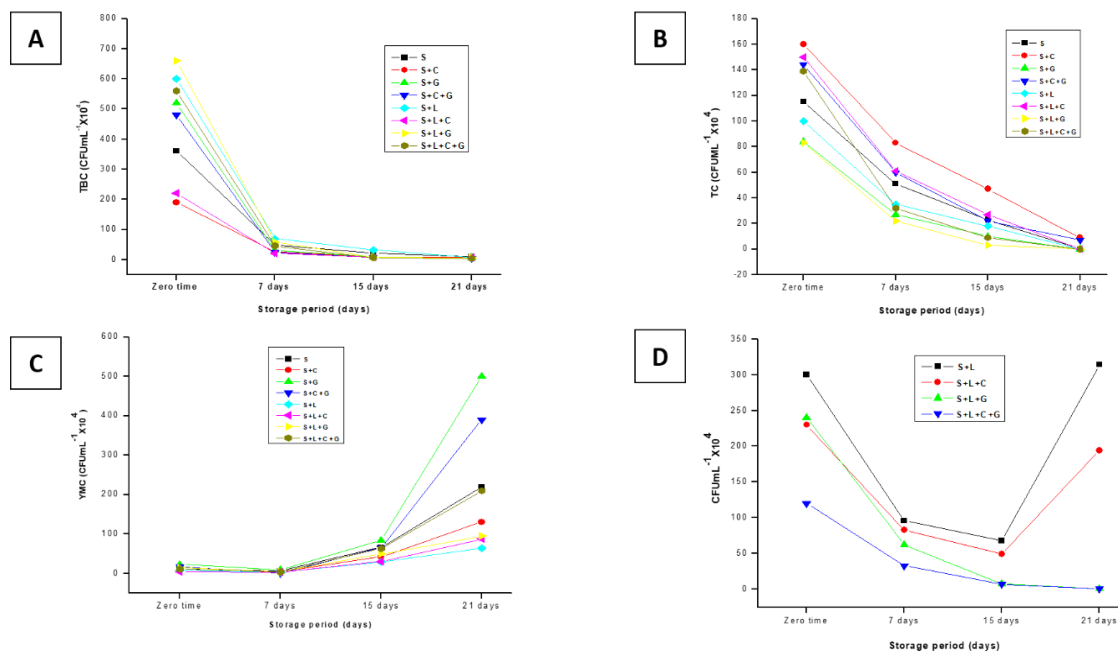 A
800
700
600
500
400
300
200
100
0
TBC (CFUmL⁻¹X10⁵)
S
S+C
S+G
S+C+G
S+L
S+L+C
S+L+G
S+L+C+G
Zero time
7 days
15 days
21 days
Storage period (days)
B
180
160
140
120
100
80
60
40
20
0
-20
TC (CFUML⁻¹X10⁴)
S
S+C
S+G
S+C+G
S+L
S+L+C
S+L+G
S+L+C+G
Zero time
7 days
15 days
21 days
Storage period (days)
C
600
500
400
300
200
100
0
YMC (CFUmL⁻¹X10⁴)
S
S+C
S+G
S+C+G
S+L
S+L+C
S+L+G
S+L+C+G
Zero time
7 days
15 days
21 days
Storage period (days)
D
350
300
250
200
150
100
50
0
CFUmL⁻¹X10⁴
S+L
S+L+C
S+L+G
S+L+C+G
Zero time
7 days
15 days
21 days
Storage period (days)